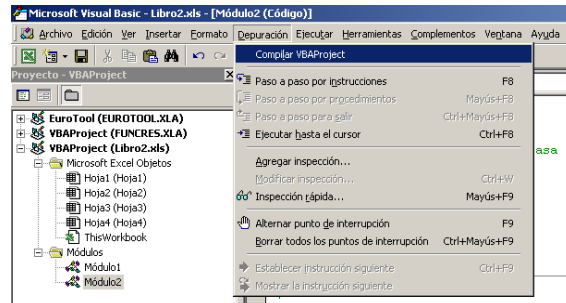 Microsoft Visual Basic - Libro2.xls - [Módulo2 (Código)]
Archivo Edición Ver Insertar Formato Depuración Ejecutar Herramientas Complementos Ventana Ayuda
Proyecto - VBAProject
EuroTool (EUROTOOL.XLA)
VBAProject (FUNCRES.XLA)
VBAProject (Libro2.xls)
Microsoft Excel Objetos
Hoja1 (Hoja1)
Hoja2 (Hoja2)
Hoja3 (Hoja3)
Hoja4 (Hoja4)
ThisWorkbook
Módulos
Módulo1
Módulo2
Compilar VBAProject
Paso a paso por instrucciones F8
Paso a paso por procedimientos Mayús+F8
Paso a paso para salir Ctrl+Mayús+F8
Ejecutar hasta el cursor Ctrl+F8
Agregar inspección...
Modificar inspección... Ctrl+W
Inspección rápida... Mayús+F9
Alternar punto de interrupción F9
Borrar todos los puntos de interrupción Ctrl+Mayús+F9
Establecer instrucción siguiente Ctrl+F9
Mostrar la instrucción siguiente
asa